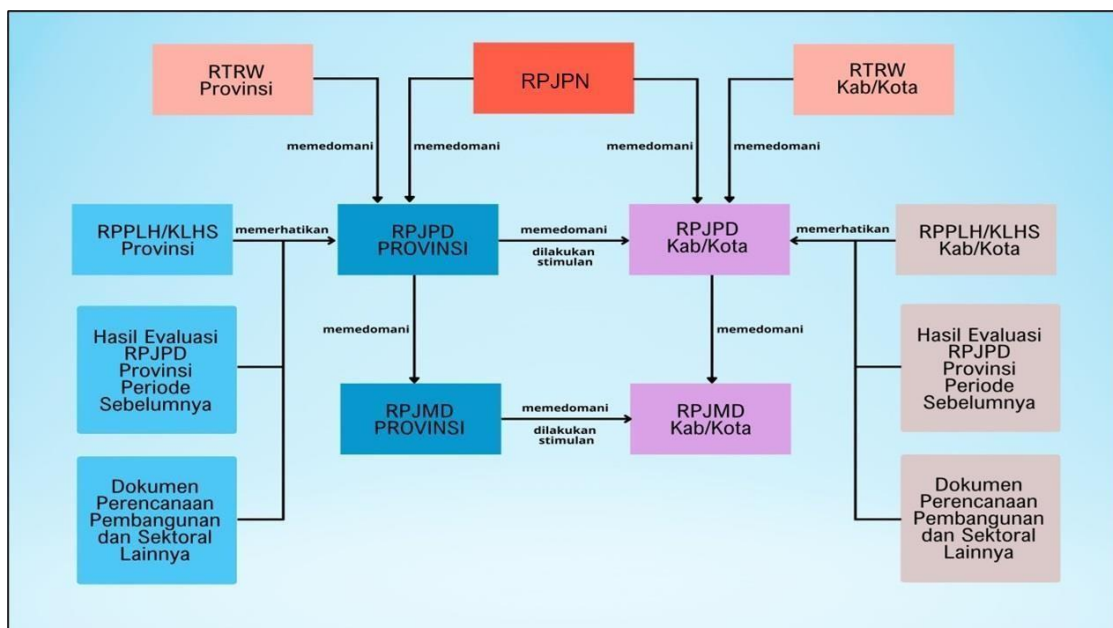 RTRW
Provinsi
RPJPN
RTRW
Kab/Kota
memedomani
memedomani
memedomani
memedomani
RPPLH/KLHS
Provinsi
memerhatikan
RPJPD
PROVINSI
memedomani
dilakukan
stimulan
RPJPD
Kab/Kota
memerhatikan
RPPLH/KLHS
Kab/Kota
Hasil Evaluasi
RPJPD
Provinsi
Periode
Sebelumnya
memedomani
memedomani
Hasil Evaluasi
RPJPD
Provinsi
Periode
Sebelumnya
RPJMD
PROVINSI
memedomani
dilakukan
stimulan
RPJMD
Kab/Kota
Dokumen
Perencanaan
Pembangunan
dan Sektoral
Lainnya
Dokumen
Perencanaan
Pembangunan
dan Sektoral
Lainnya